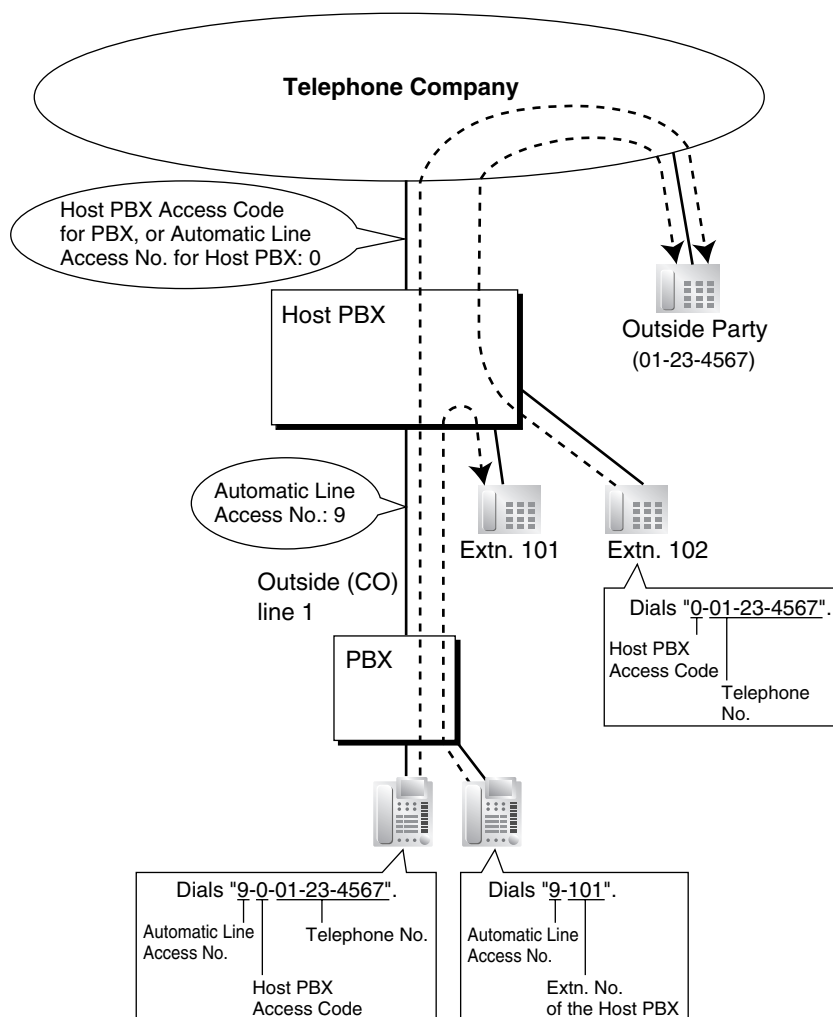 Telephone Company
Host PBX Access Code
for PBX, or Automatic Line
Access No. for Host PBX: 0
Host PBX
Outside Party
(01-23-4567)
Automatic Line
Access No.: 9
Extn. 101
Extn. 102
Outside (CO)
line 1
Dials "0-01-23-4567".
Host PBX
Access Code
Telephone
No.
PBX
Dials "9-0-01-23-4567".
Automatic Line
Access No.
Telephone No.
Host PBX
Access Code
Dials "9-101".
Automatic Line
Access No.
Extn. No.
of the Host PBX